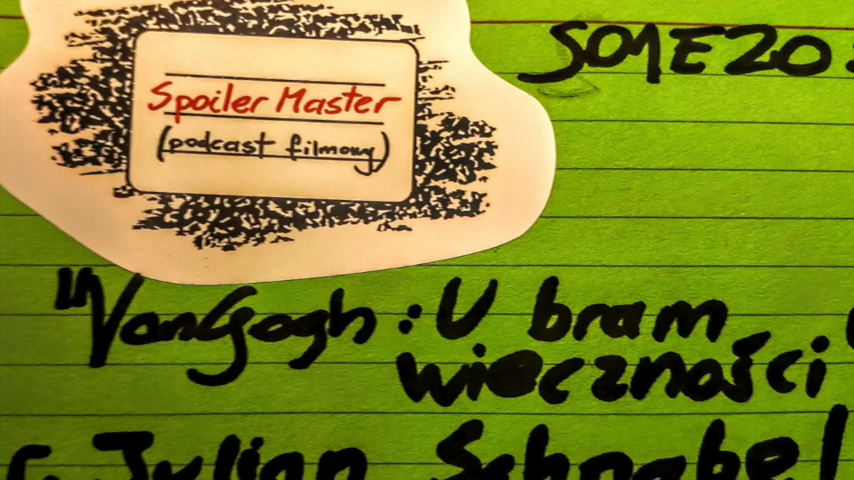 S01E20:
Spoiler Master
(podcast filmowy)
"Van Gogh: U bram
wieczności
r. Julian Schnabel